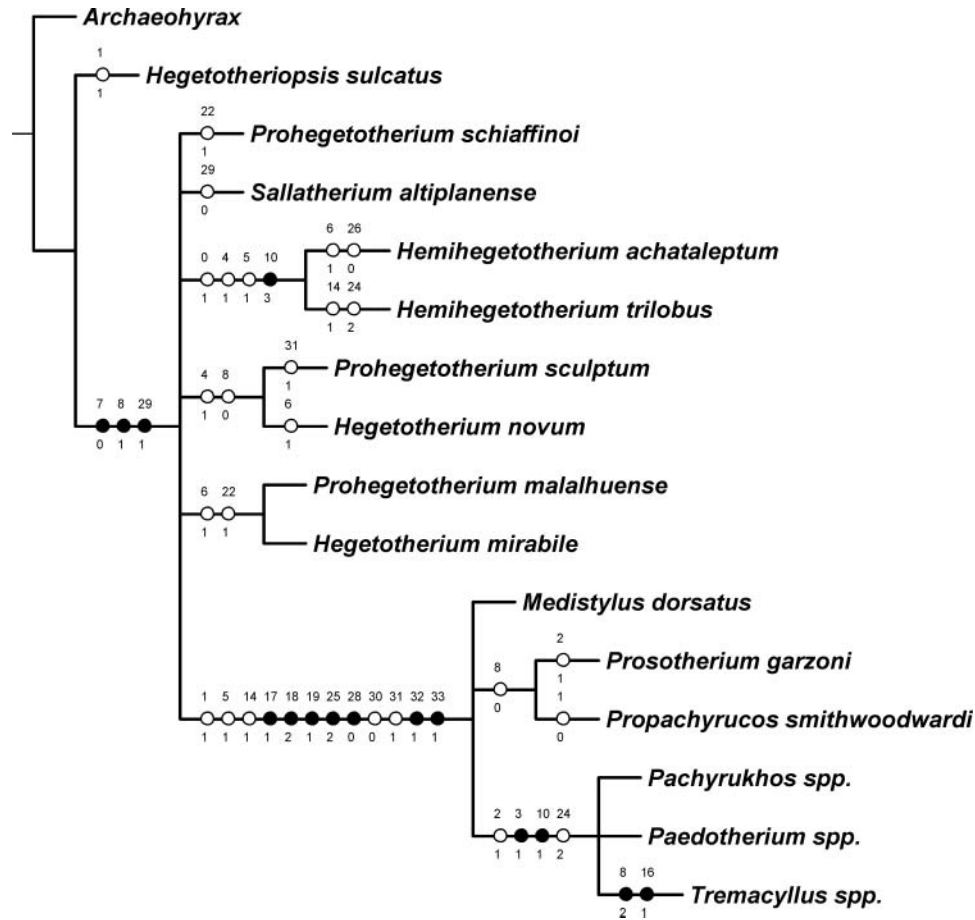 Archaeohyrax
1
Hegetotheriopsis sulcatus
1
22
Prohegetotherium schiaffinoi
1
29
Sallatherium altiplanense
0
6 26
Hemihegetotherium achataleptum
0 4 5 10
1 0
14 24
1 1 1 3
Hemihegetotherium trilobus
1 2
31
Prohegetotherium sculptum
4 8
1
6
7 8 29
1 0
Hegetotherium novum
0 1 1
1
Prohegetotherium malalhuense
6 22
1 1
Hegetotherium mirabile
Medistylus dorsatus
2
8
Prosotherium garzoni
1
1 5 14 17 18 19 25 28 30 31 32 33
0
1
Propachyrucos smithwoodwardi
1 1 1 1 2 1 2 0 0 1 1 1
0
Pachyrukhos spp.
2 3 10 24
Paedotherium spp.
1 1 1 2
8 16
Tremacyllus spp.
2 1